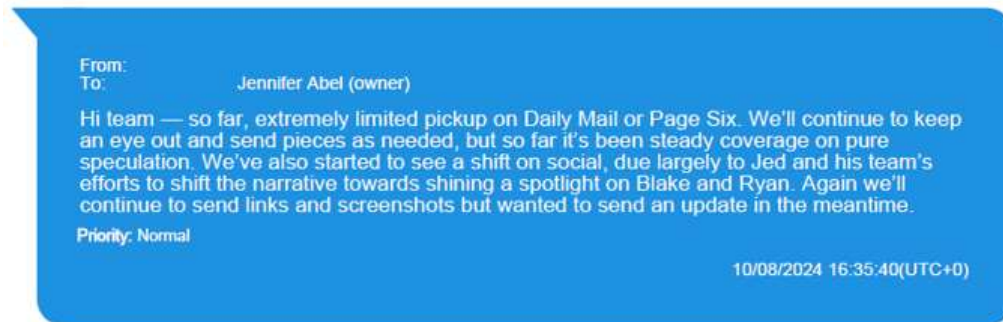 From:
To: Jennifer Abel (owner)
Hi team — so far, extremely limited pickup on Daily Mail or Page Six. We’ll continue to keep
an eye out and send pieces as needed, but so far it’s been steady coverage on pure
speculation. We’ve also started to see a shift on social, due largely to Jed and his team’s
efforts to shift the narrative towards shining a spotlight on Blake and Ryan. Again we’ll
continue to send links and screenshots but wanted to send an update in the meantime.
Priority: Normal
10/08/2024 16:35:40(UTC+0)